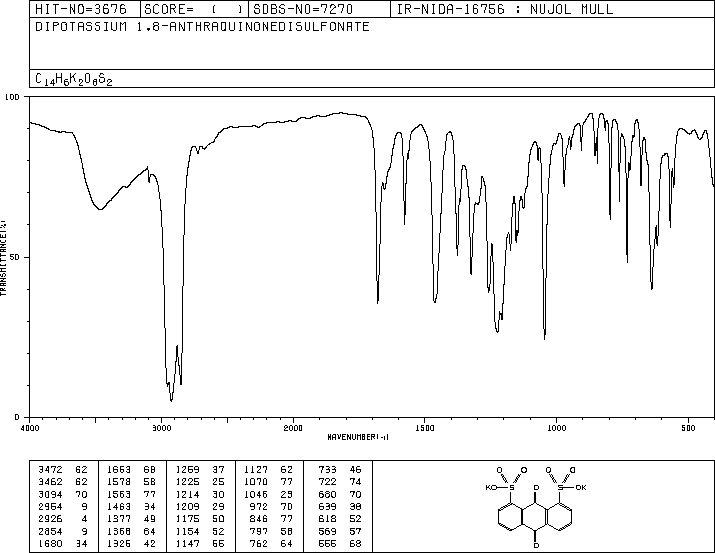 HIT-NO=3676 SCORE= ( ) SDBS-NO=7270 IR-NIDA-16756 : NUJOL MULL
DIPOTASSIUM 1,8-ANTHRAQUINONEDISULFONATE
C14H6K2O8S2
100
TRANSMITTANCE(%)
50
0
4000 3000 2000 1500 1000 500
WAVENUMBER(-1)
3472 62 1653 68 1259 37 1127 62 733 46
3462 62 1578 58 1225 25 1070 77 722 74
3094 70 1563 77 1214 30 1046 23 680 70
2954 9 1463 34 1209 29 972 70 639 38
2926 4 1377 49 1175 50 846 77 618 52
2854 9 1368 64 1154 52 797 58 569 57
1680 34 1325 42 1147 55 762 64 555 68
O O O O
KO S S OK
O
O